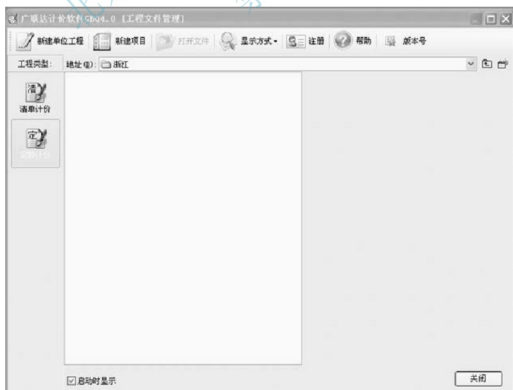 广联达计价软件GBQ4.0 [工程文件管理]
新建单位工程 新建项目 打开文件 显示方式 注册 帮助 版本号
工程类型: 地址(D): 浙江
清单计价
定
启动时显示
关闭